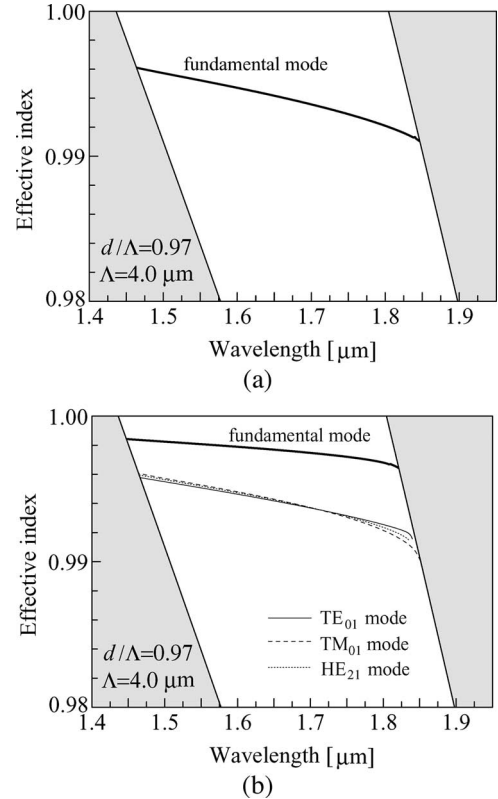 1.00
fundamental mode
0.99
Effective index
d/Λ=0.97
Λ=4.0 μm
0.98
1.4 1.5 1.6 1.7 1.8 1.9
Wavelength [μm]
(a)
1.00
fundamental mode
0.99
Effective index
TE01 mode
TM01 mode
HE21 mode
d/Λ=0.97
Λ=4.0 μm
0.98
1.4 1.5 1.6 1.7 1.8 1.9
Wavelength [μm]
(b)